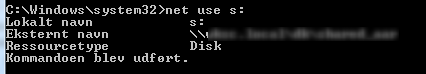 C:\Windows\system32>net use s:
Lokalt navn s:
Eksternt navn \\
Ressourcetype Disk
Kommandoen blev udført.